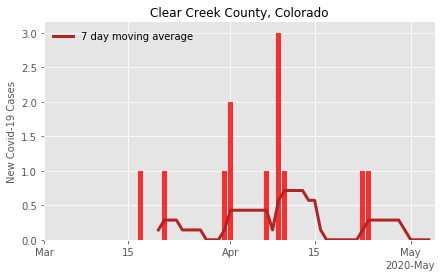 Clear Creek County, Colorado
7 day moving average
New Covid-19 Cases
3.0
2.5
2.0
1.5
1.0
0.5
0.0
Mar
15
Apr
15
May
2020-May